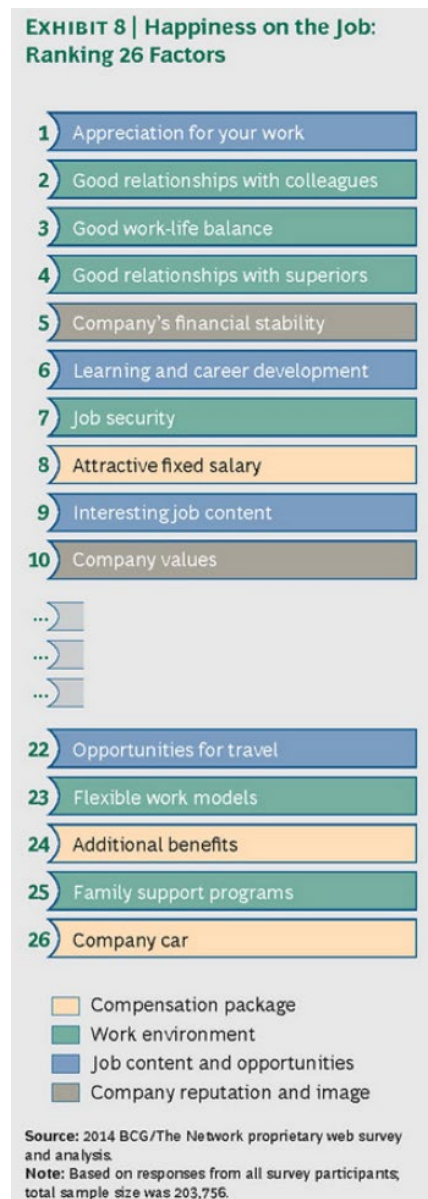 EXHIBIT 8 | Happiness on the Job:
Ranking 26 Factors
1 Appreciation for your work
2 Good relationships with colleagues
3 Good work-life balance
4 Good relationships with superiors
5 Company's financial stability
6 Learning and career development
7 Job security
8 Attractive fixed salary
9 Interesting job content
10 Company values
...
...
...
22 Opportunities for travel
23 Flexible work models
24 Additional benefits
25 Family support programs
26 Company car
Compensation package
Work environment
Job content and opportunities
Company reputation and image
Source: 2014 BCG/The Network proprietary web survey
and analysis.
Note: Based on responses from all survey participants;
total sample size was 203,756.